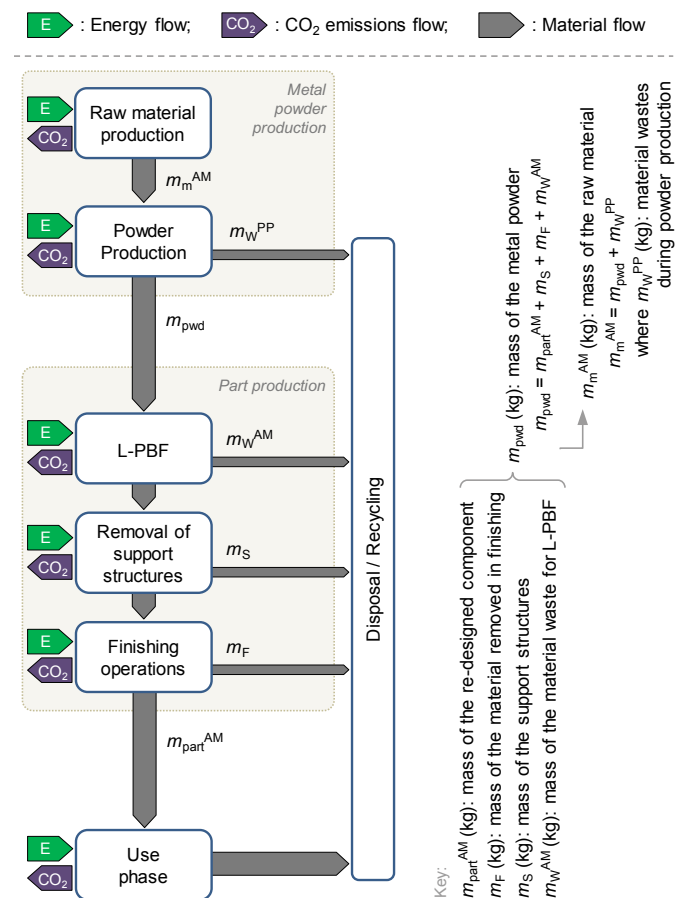 E : Energy flow; CO2 : CO2 emissions flow; : Material flow
Metal
powder
production
E
CO2
Raw material
production
mm^AM
E
CO2
Powder
Production
mW^PP
mpwd
Part production
E
CO2
L-PBF
mW^AM
E
CO2
Removal of
support
structures
mS
E
CO2
Finishing
operations
mF
mpart^AM
E
CO2
Use
phase
Disposal / Recycling
Key:
mpart^AM (kg): mass of the re-designed component
mF (kg): mass of the material removed in finishing
mS (kg): mass of the support structures
mW^AM (kg): mass of the material waste for L-PBF
mpwd (kg): mass of the metal powder
mpwd = mpart^AM + mS + mF + mW^AM
mm^AM (kg): mass of the raw material
mm^AM = mpwd + mW^PP
where mW^PP (kg): material wastes
during powder production